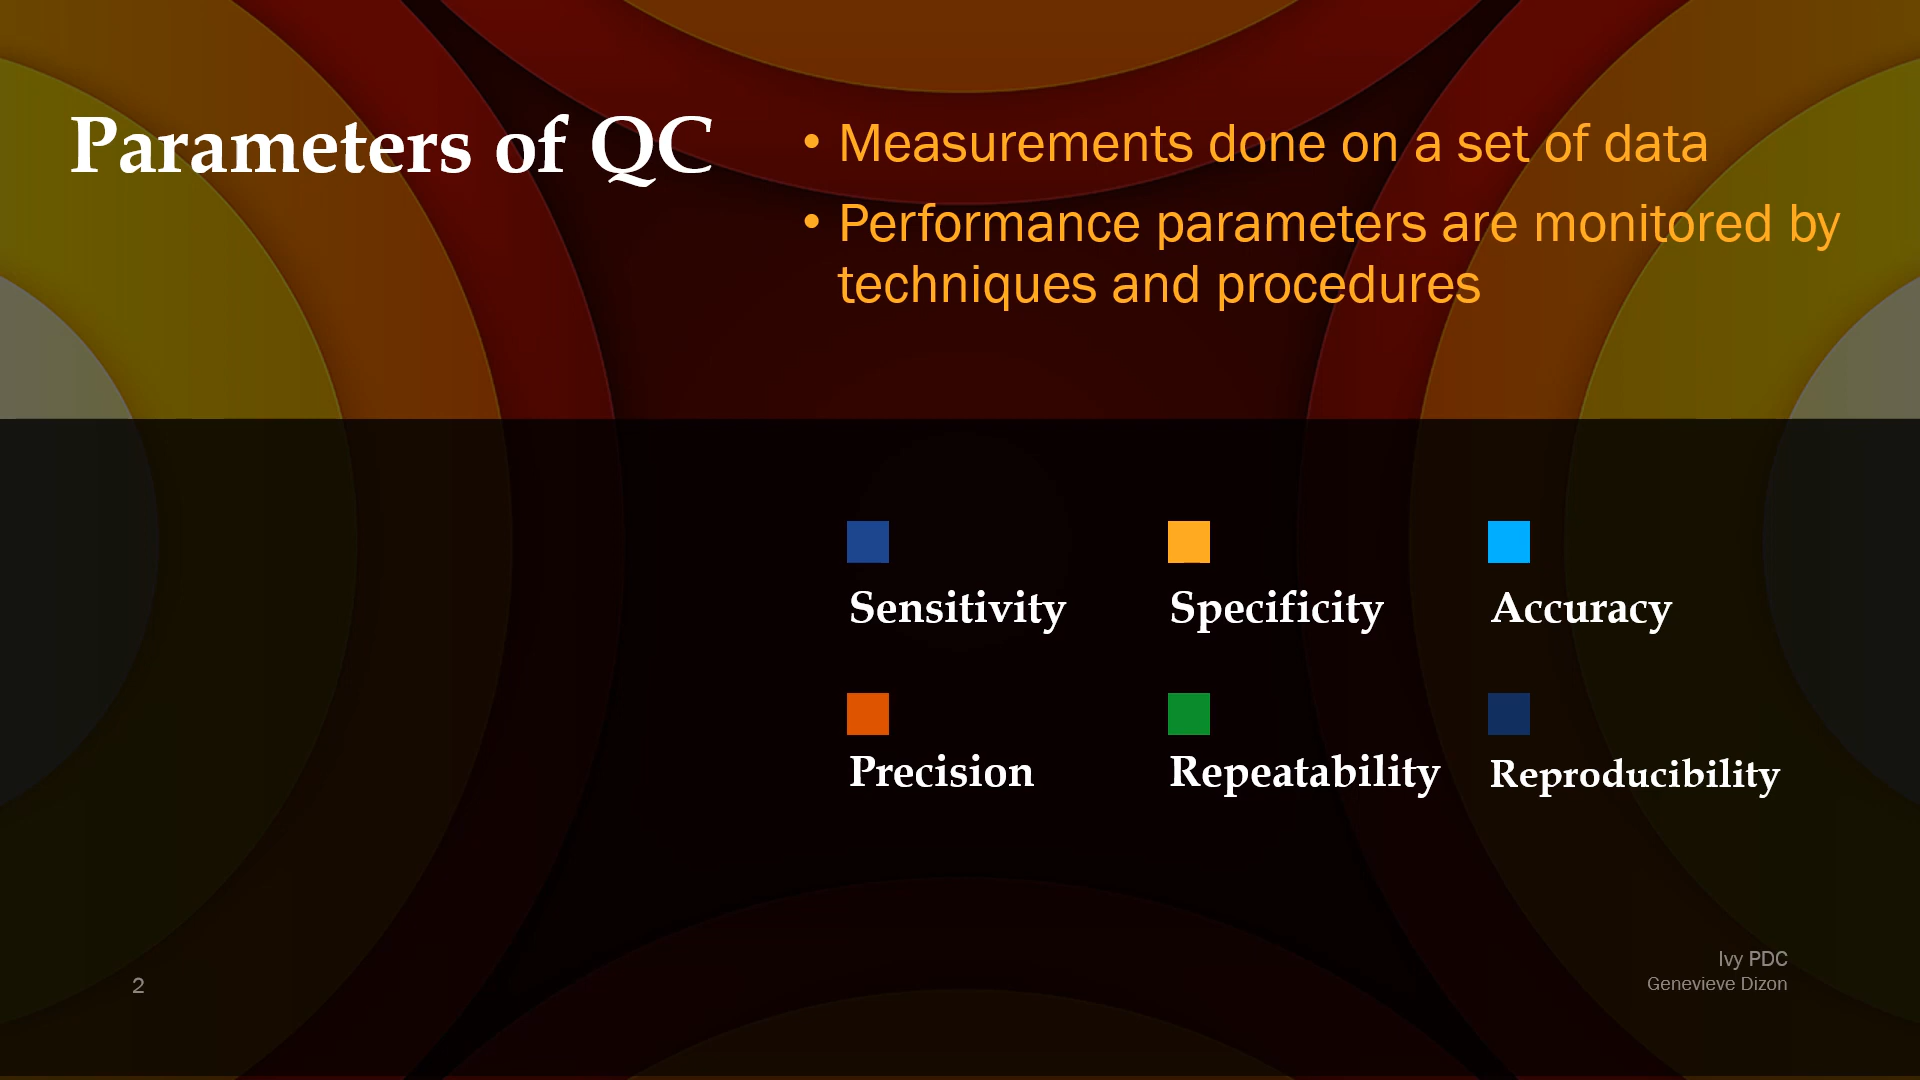 Parameters of QC
• Measurements done on a set of data
• Performance parameters are monitored by
techniques and procedures
Sensitivity
Specificity
Accuracy
Precision
Repeatability
Reproducibility
2
Ivy PDC
Genevieve Dizon